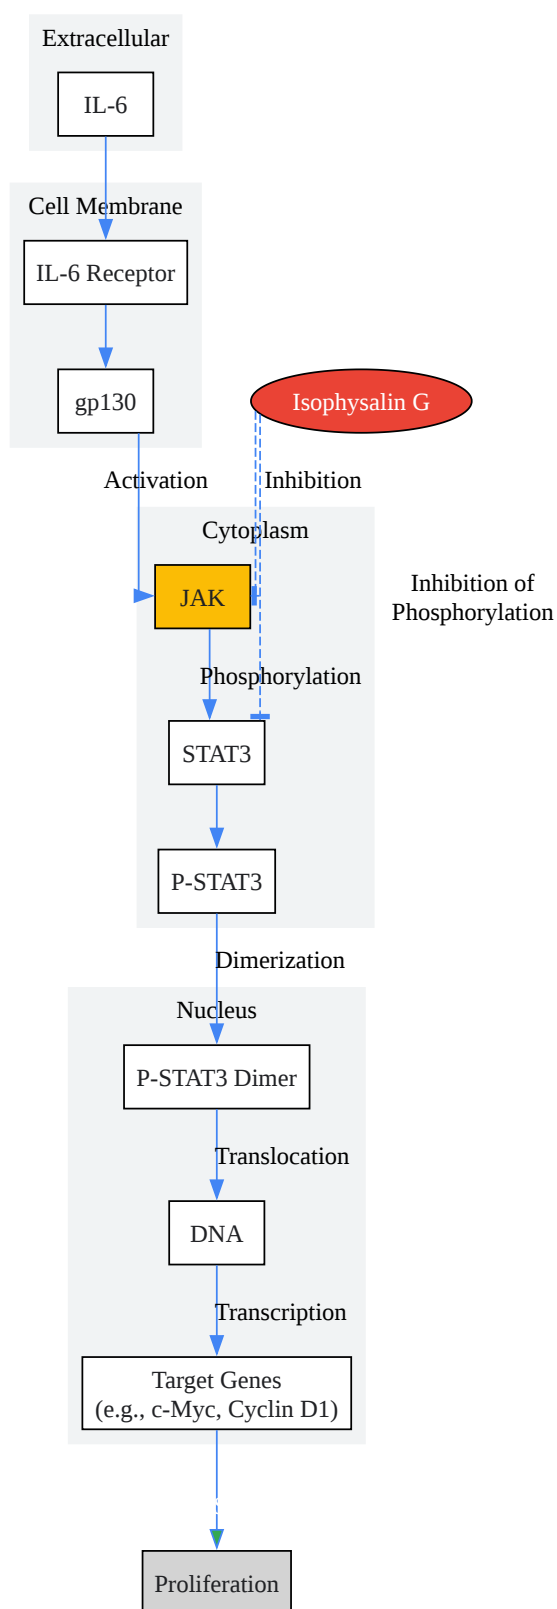 Extracellular
IL-6
Cell Membrane
IL-6 Receptor
gp130
Isophysalin G
Activation
Inhibition
Cytoplasm
JAK
Inhibition of
Phosphorylation
Phosphorylation
STAT3
P-STAT3
Dimerization
Nucleus
P-STAT3 Dimer
Translocation
DNA
Transcription
Target Genes
(e.g., c-Myc, Cyclin D1)
Proliferation